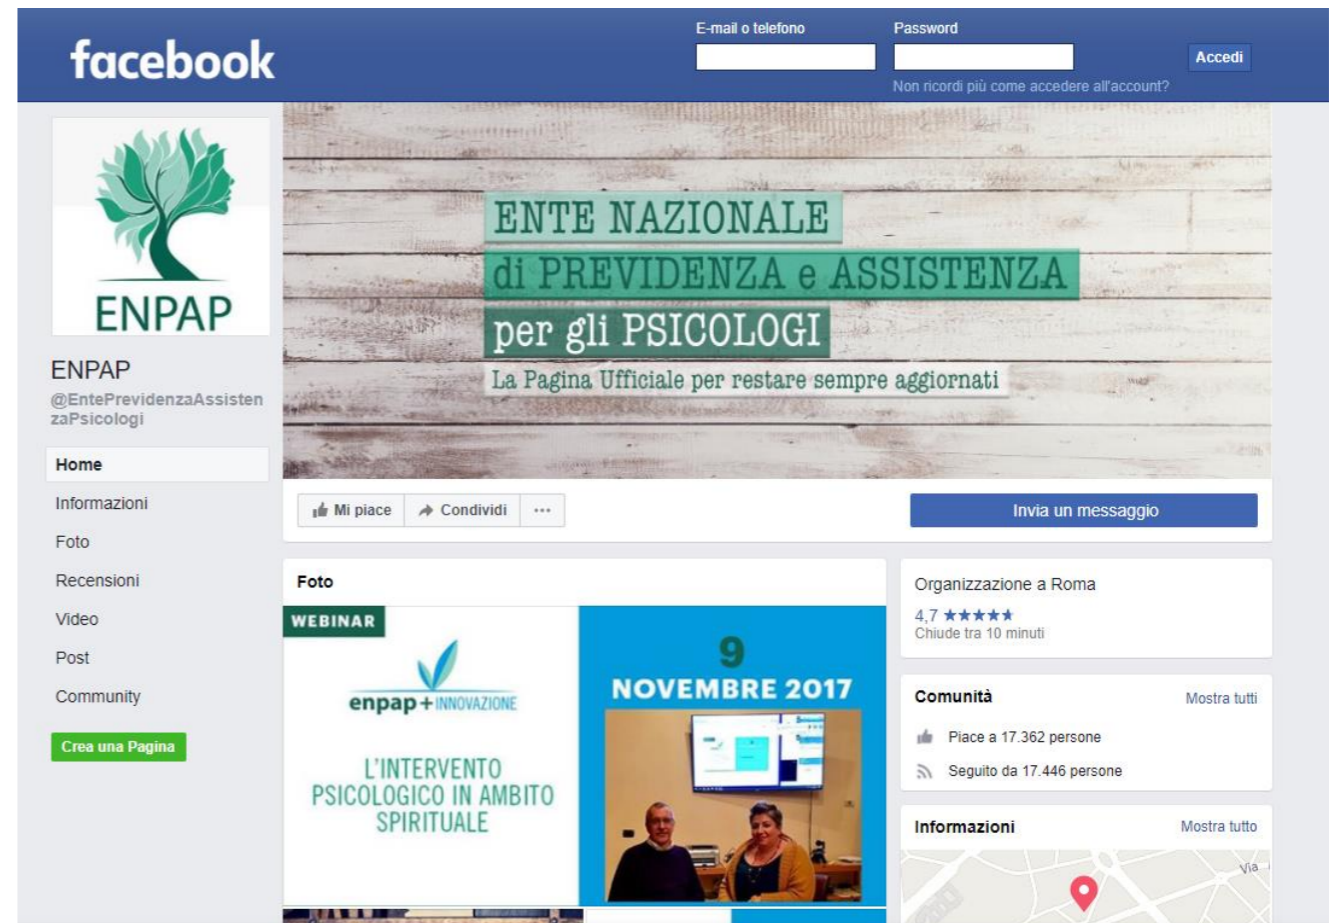 facebook
E-mail o telefono
Password
Accedi
Non ricordi più come accedere all'account?
ENPAP
ENPAP
@EntePrevidenzaAssisten
zaPsicologi
Home
Informazioni
Foto
Recensioni
Video
Post
Community
Crea una Pagina
ENTE NAZIONALE
di PREVIDENZA e ASSISTENZA
per gli PSICOLOGI
La Pagina Ufficiale per restare sempre aggiornati
Mi piace
Condividi
Invia un messaggio
Foto
WEBINAR
enpap+INNOVAZIONE
L'INTERVENTO
PSICOLOGICO IN AMBITO
SPIRITUALE
9
NOVEMBRE 2017
Organizzazione a Roma
4,7
Chiude tra 10 minuti
Comunità
Mostra tutti
Piace a 17.362 persone
Seguito da 17.446 persone
Informazioni
Mostra tutto
Via